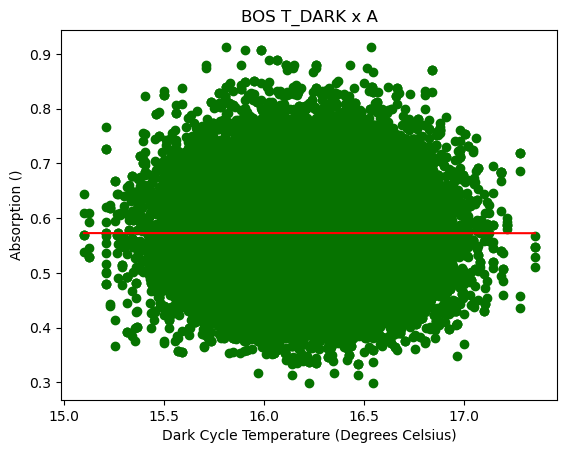 BOS T_DARK x A
0.9
0.8
0.7
0.6
0.5
0.4
0.3
Absorption ()
15.0 15.5 16.0 16.5 17.0
Dark Cycle Temperature (Degrees Celsius)